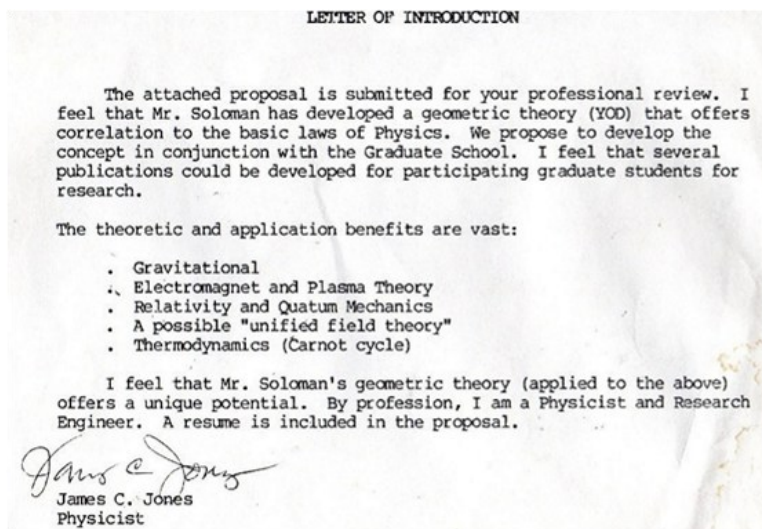 LETTER OF INTRODUCTION
The attached proposal is submitted for your professional review. I
feel that Mr. Soloman has developed a geometric theory (YOD) that offers
correlation to the basic laws of Physics. We propose to develop the
concept in conjunction with the Graduate School. I feel that several
publications could be developed for participating graduate students for
research.
The theoretic and application benefits are vast:
. Gravitational
. Electromagnet and Plasma Theory
. Relativity and Quatum Mechanics
. A possible "unified field theory"
. Thermodynamics (Carnot cycle)
I feel that Mr. Soloman's geometric theory (applied to the above)
offers a unique potential. By profession, I am a Physicist and Research
Engineer. A resume is included in the proposal.
James C Jones
James C. Jones
Physicist